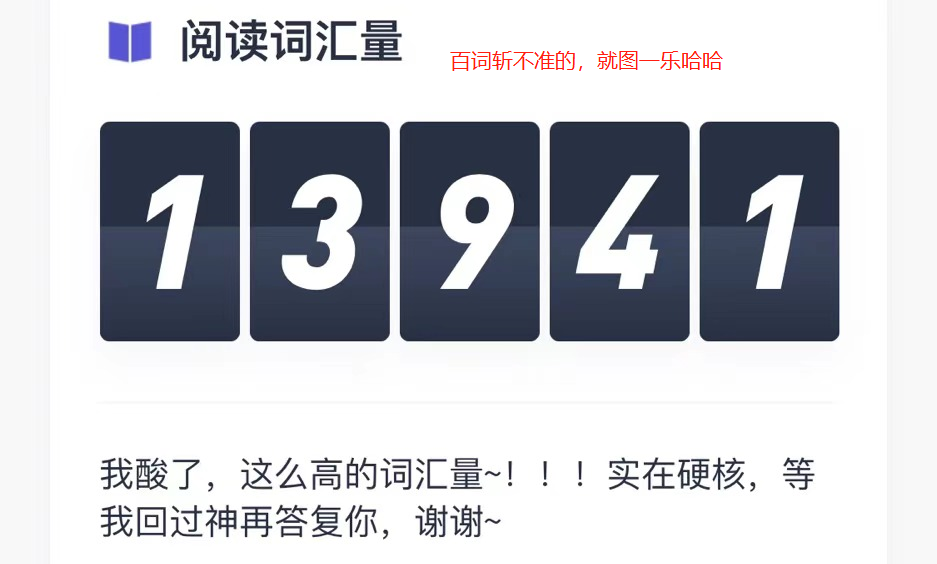 阅读词汇量
百词斩不准的，就图一乐哈哈
13941
我酸了，这么高的词汇量~！！！实在硬核，等
我回过神再答复你，谢谢~